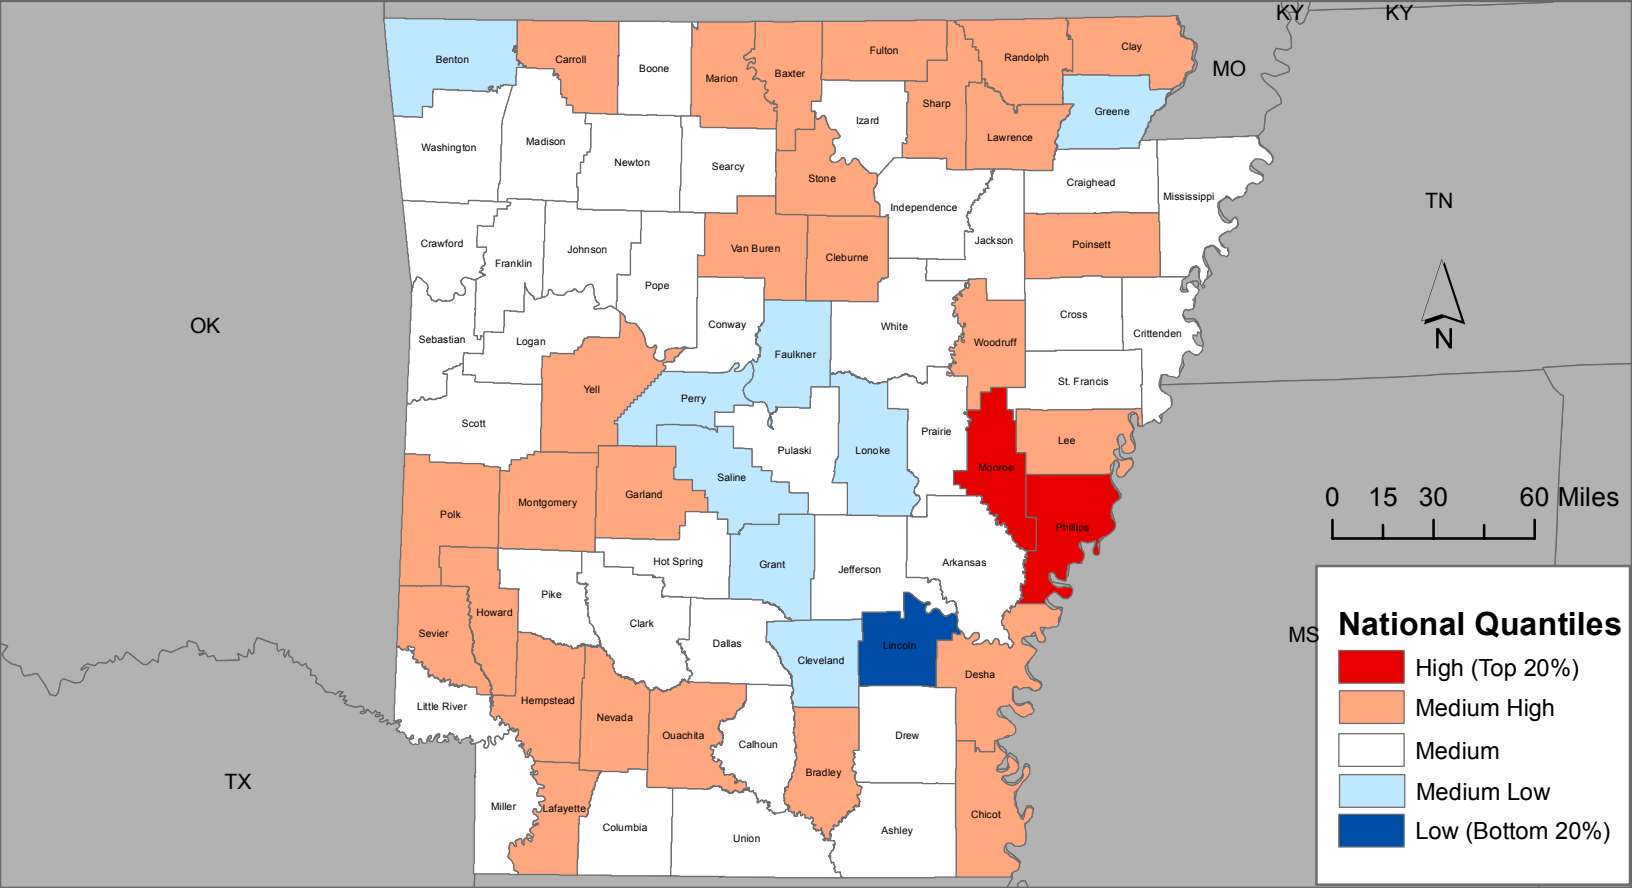 KY
KY
Benton
Carroll
Boone
Marion
Baxter
Fulton
Randolph
Clay
MO
Sharp
Greene
Izard
Lawrence
Washington
Madison
Newton
Searcy
Stone
Craighead
Mississippi
TN
Independence
Crawford
Franklin
Johnson
Van Buren
Cleburne
Jackson
Poinsett
Pope
OK
Sebastian
Logan
Conway
White
Cross
Crittenden
Woodruff
N
Faulkner
Yell
Perry
St. Francis
Scott
Pulaski
Lonoke
Prairie
Lee
Monroe
Saline
Garland
Montgomery
Polk
0 15 30 60 Miles
Phillips
Hot Spring
Grant
Jefferson
Arkansas
Pike
Howard
Clark
Sevier
Dallas
Cleveland
Lincoln
Desha
MS
National Quantiles
High (Top 20%)
Medium High
Medium
Medium Low
Low (Bottom 20%)
Little River
Hempstead
Nevada
Ouachita
Calhoun
Drew
Bradley
TX
Miller
Lafayette
Columbia
Union
Ashley
Chicot